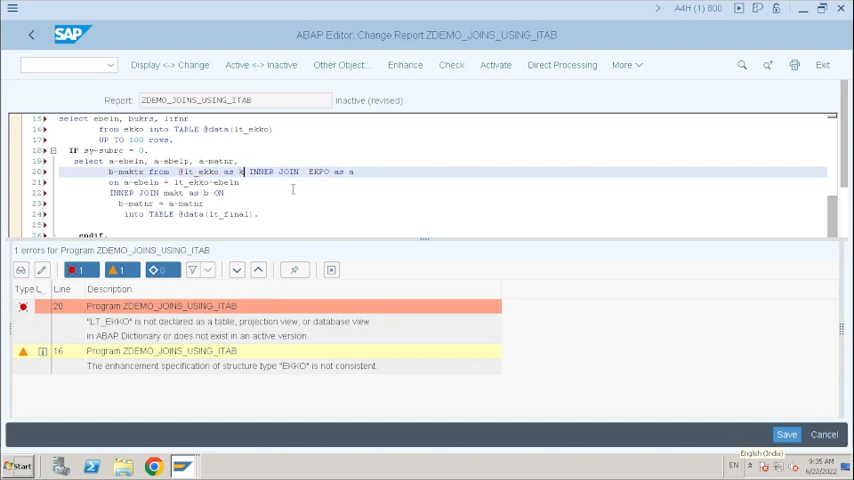 A4H (1) 800
SAP
ABAP Editor: Change Report ZDEMO_JOINS_USING_ITAB
Display <-> Change
Active <-> Inactive
Other Object...
Enhance
Check
Activate
Direct Processing
More
Exit
Report: ZDEMO_JOINS_USING_ITAB inactive (revised)
15 select ebeln, bukrs, lifnr
16 from ekko into TABLE @data(lt_ekko)
17 UP TO 100 rows.
18 IF sy-subrc = 0.
19 select a~ebeln, a~ebelp, a~matnr,
20 b~maktx from @lt_ekko as k INNER JOIN EKPO as a
21 on a~ebeln = lt_ekko~ebeln
22 INNER JOIN makt as b ON
23 b~matnr = a~matnr
24 into TABLE @data(lt_final).
25
26 endif.
1 errors for Program ZDEMO_JOINS_USING_ITAB
1 1 0
Type L_ Line Description
20 Program ZDEMO_JOINS_USING_ITAB
"LT_EKKO" is not declared as a table, projection view, or database view
in ABAP Dictionary or does not exist in an active version.
16 Program ZDEMO_JOINS_USING_ITAB
The enhancement specification of structure type "EKKO" is not consistent.
Save Cancel
English (India)
Start
EN
9:35 AM
6/22/2022